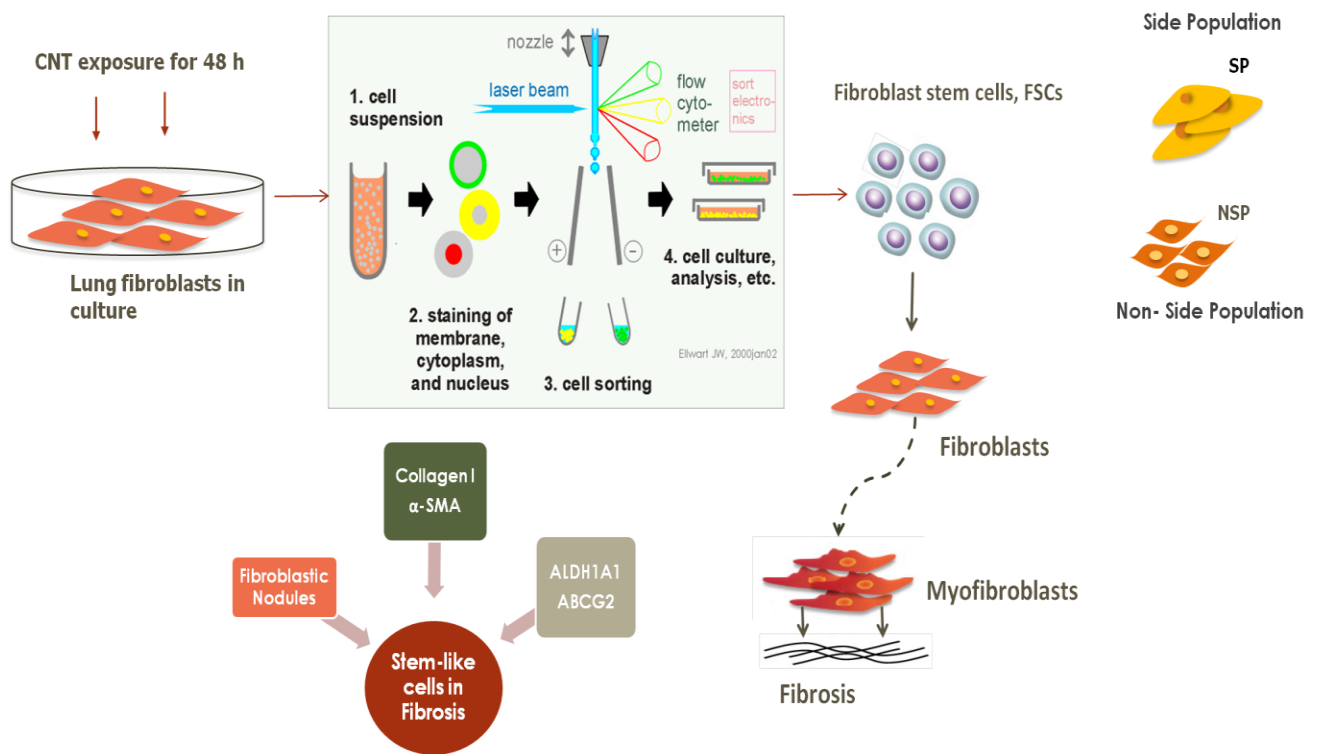 CNT exposure for 48 h
Lung fibroblasts in
culture
1. cell
suspension
nozzle
laser beam
flow
cyto-
meter
sort
electro-
nics
2. staining of
membrane,
cytoplasm,
and nucleus
+
−
3. cell sorting
4. cell culture,
analysis, etc.
Ellwart JW, 2000jan02
Fibroblast stem cells, FSCs
Side Population
SP
NSP
Non- Side Population
Fibroblasts
Myofibroblasts
Fibrosis
Collagen I
α-SMA
Fibroblastic
Nodules
ALDH1A1
ABCG2
Stem-like
cells in
Fibrosis